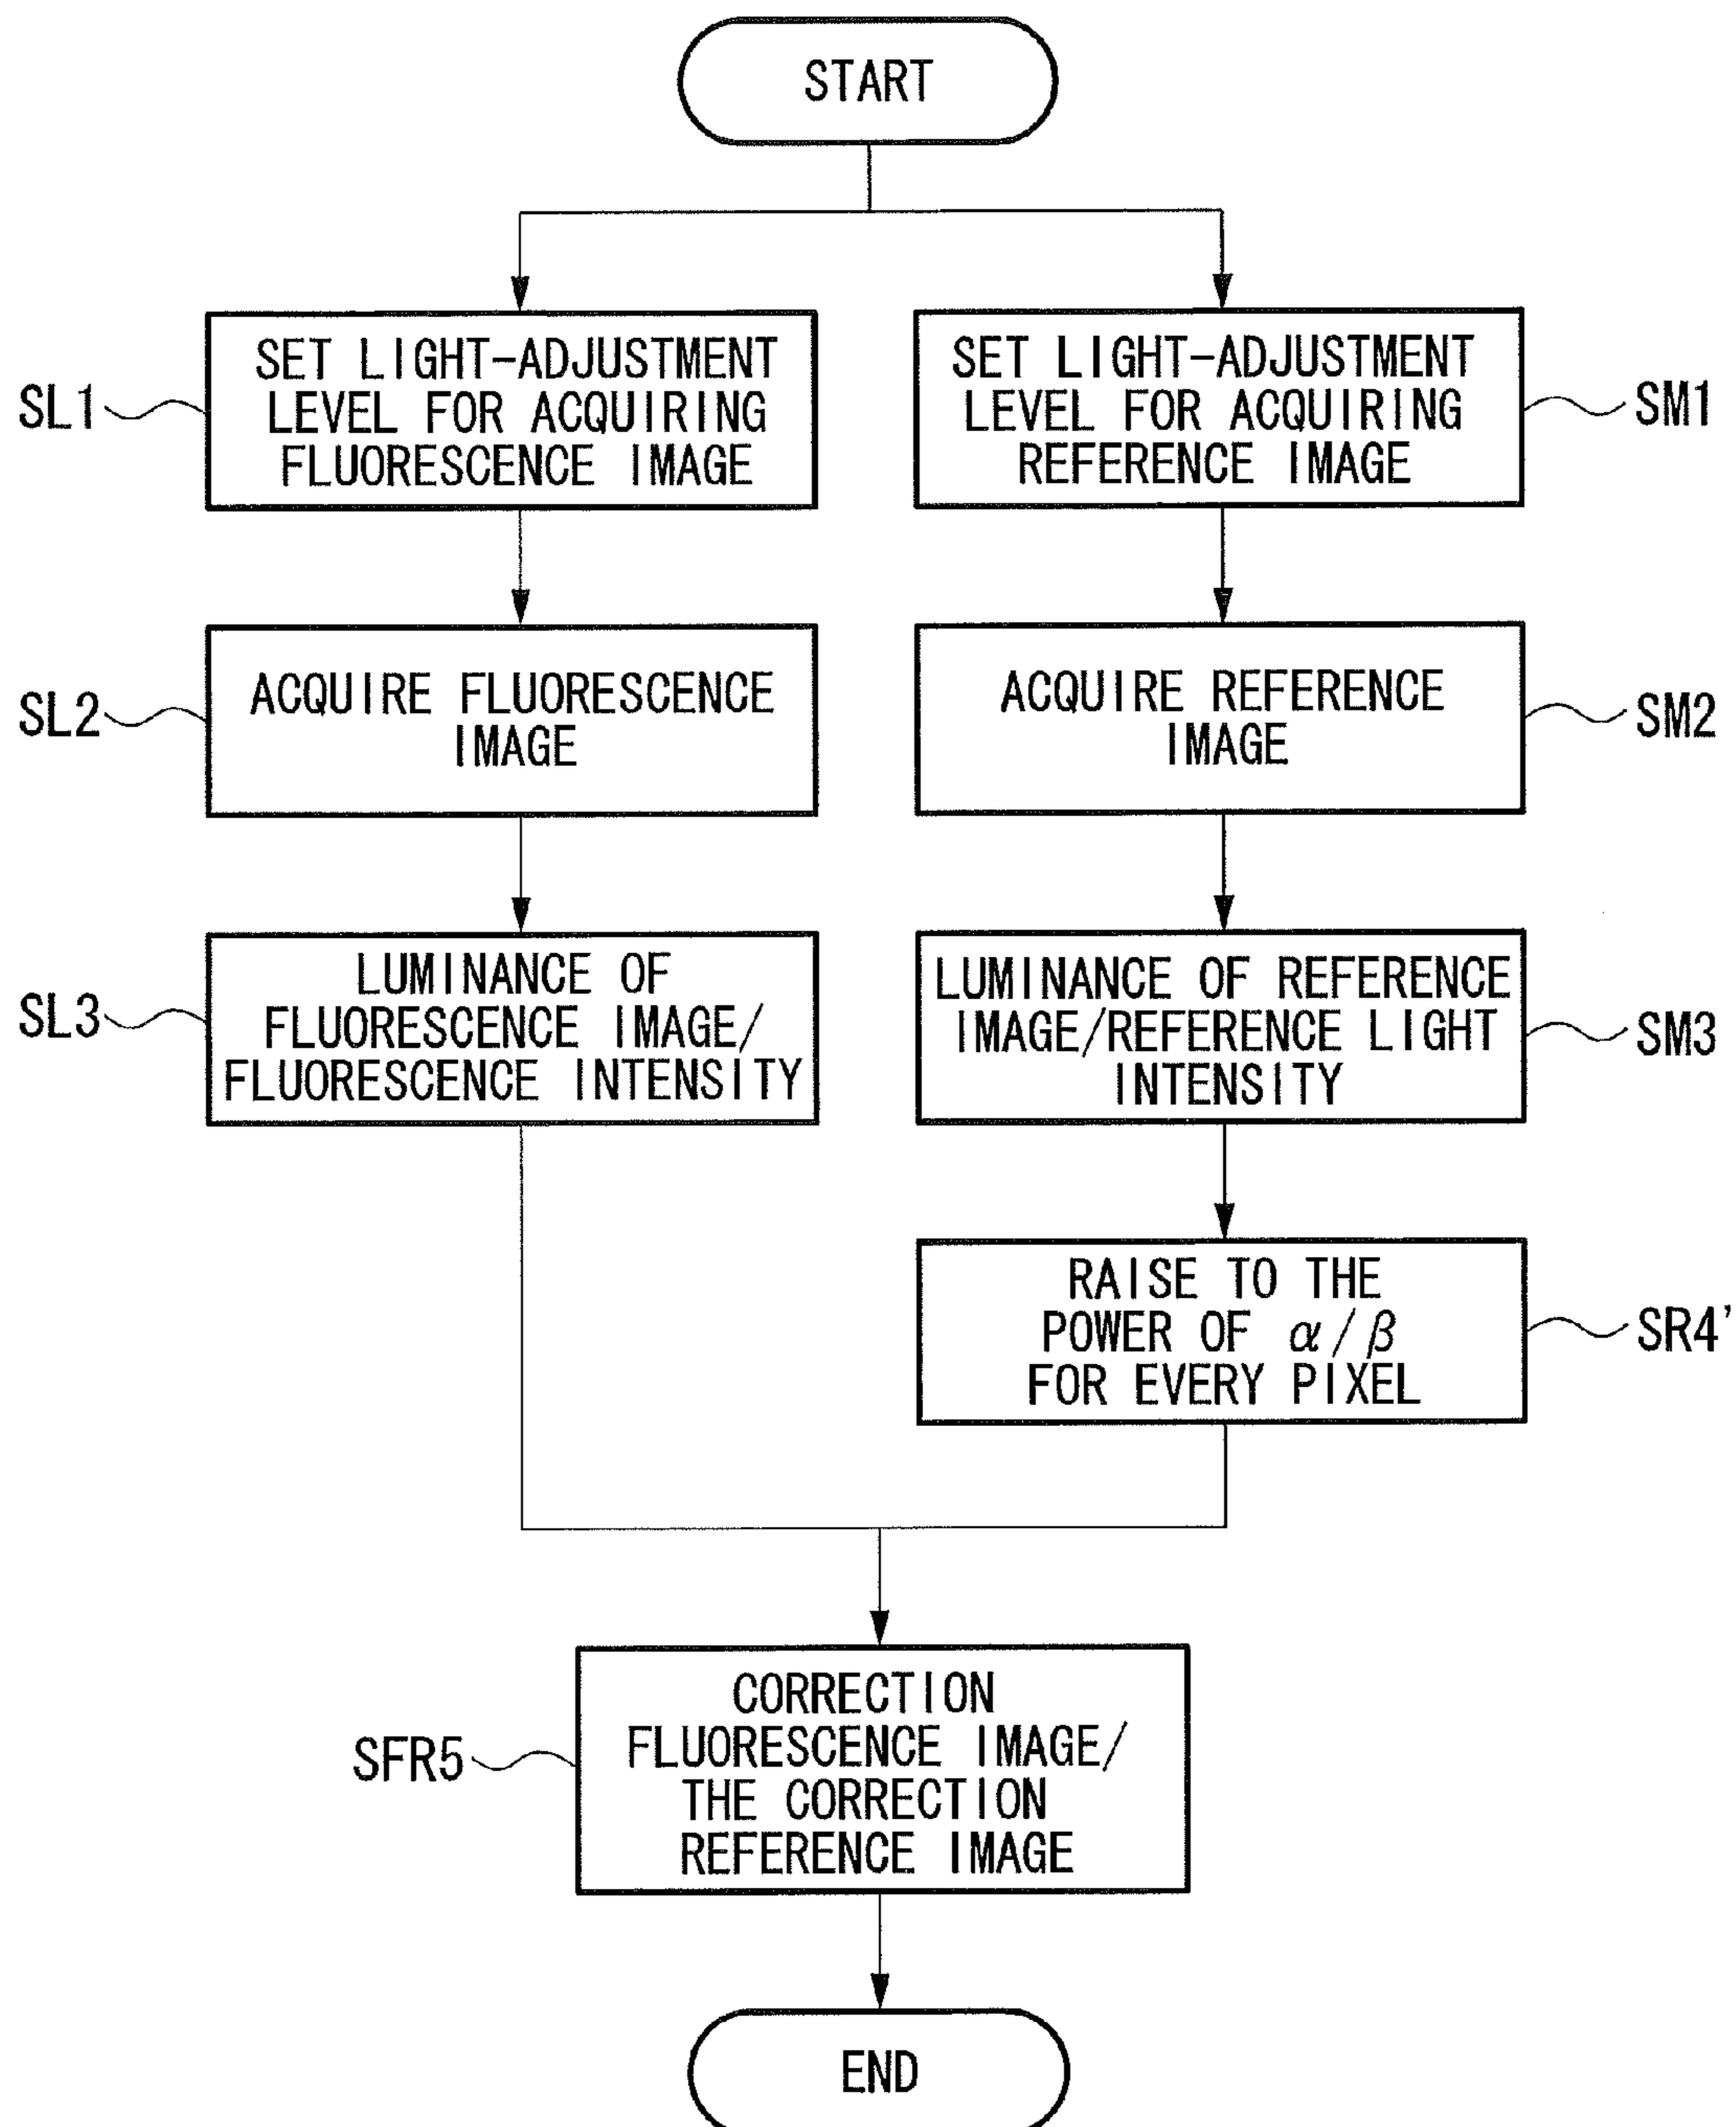 START
SET LIGHT-ADJUSTMENT
LEVEL FOR ACQUIRING
FLUORESCENCE IMAGE
SL1
SET LIGHT-ADJUSTMENT
LEVEL FOR ACQUIRING
REFERENCE IMAGE
SM1
ACQUIRE FLUORESCENCE
IMAGE
SL2
ACQUIRE REFERENCE
IMAGE
SM2
LUMINANCE OF
FLUORESCENCE IMAGE/
FLUORESCENCE INTENSITY
SL3
LUMINANCE OF REFERENCE
IMAGE/REFERENCE LIGHT
INTENSITY
SM3
RAISE TO THE
POWER OF α/β
FOR EVERY PIXEL
SR4'
CORRECTION
FLUORESCENCE IMAGE/
THE CORRECTION
REFERENCE IMAGE
SFR5
END